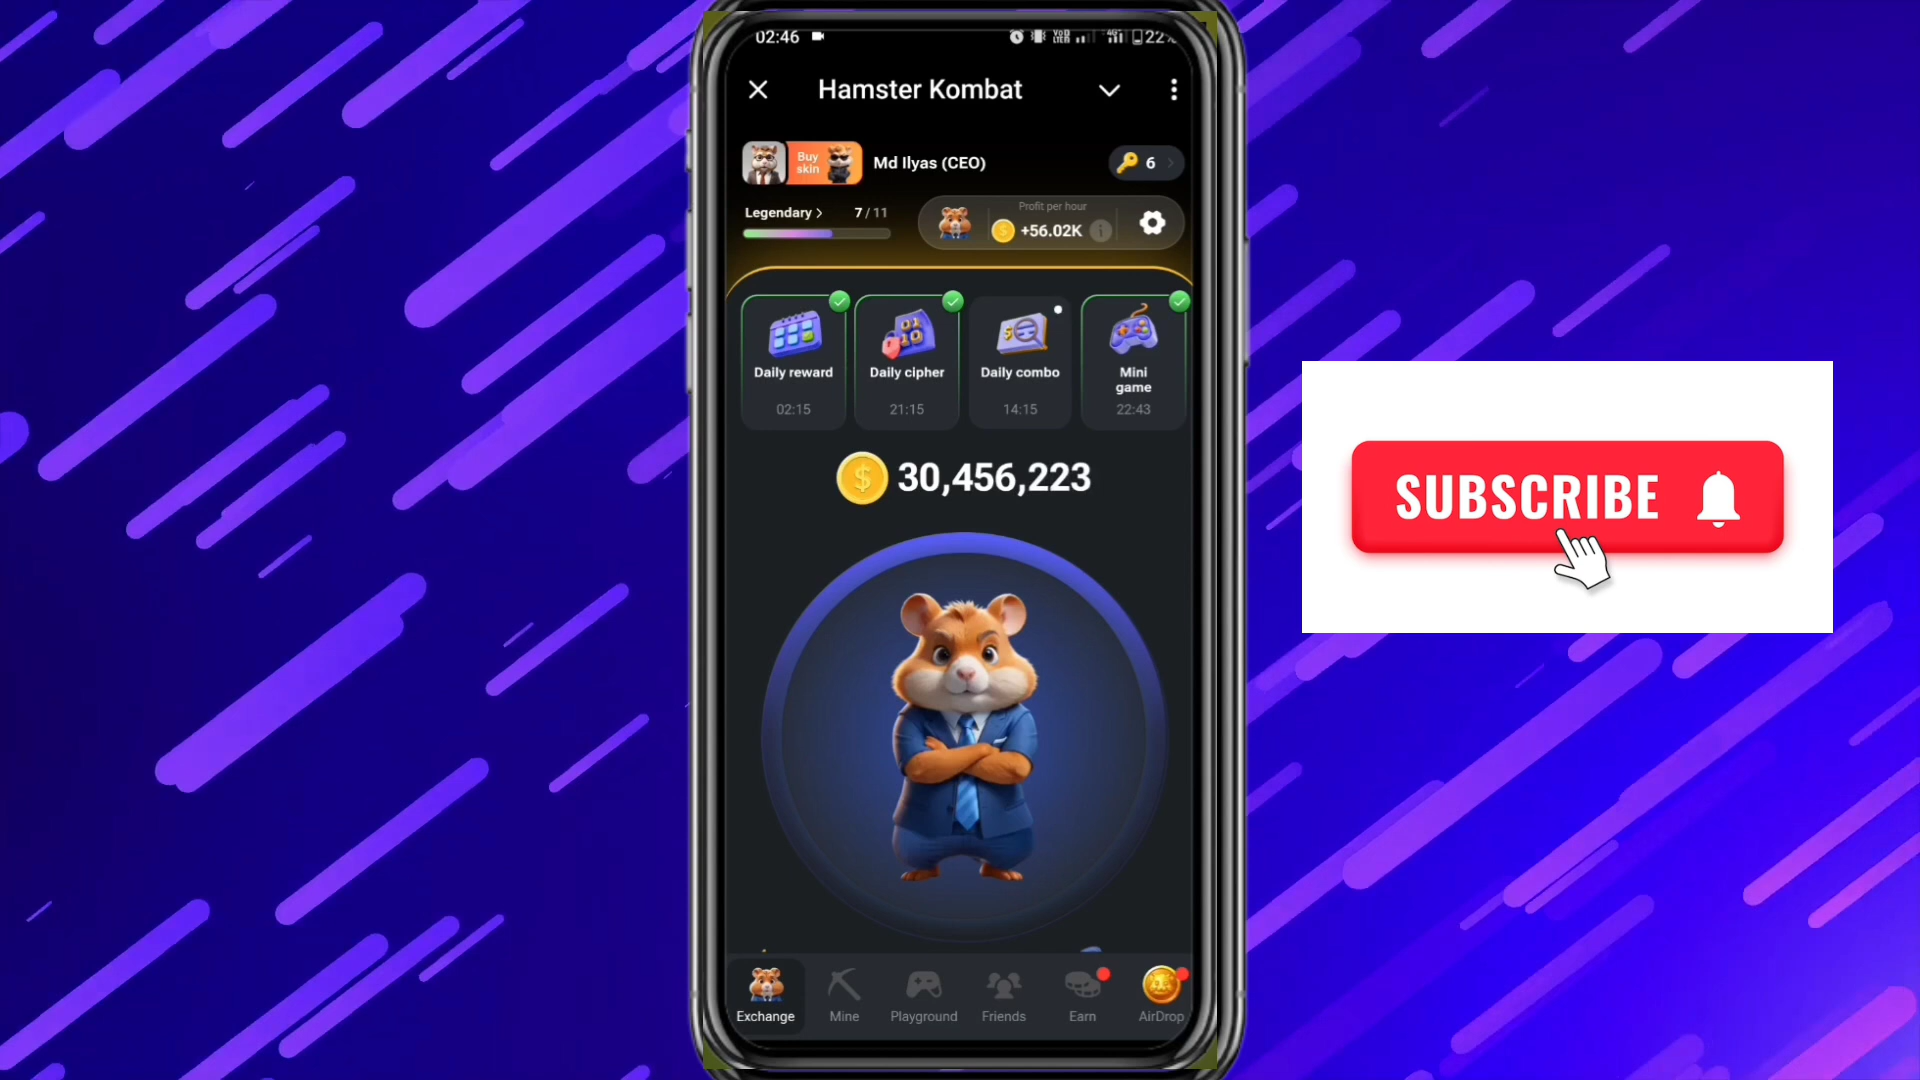 02:46
22%
Hamster Kombat
Buy skin
Md Ilyas (CEO)
6
Legendary
7 / 11
Profit per hour
+56.02K
Daily reward
02:15
Daily cipher
21:15
Daily combo
14:15
Mini game
22:43
30,456,223
SUBSCRIBE
Exchange
Mine
Playground
Friends
Earn
AirDrop